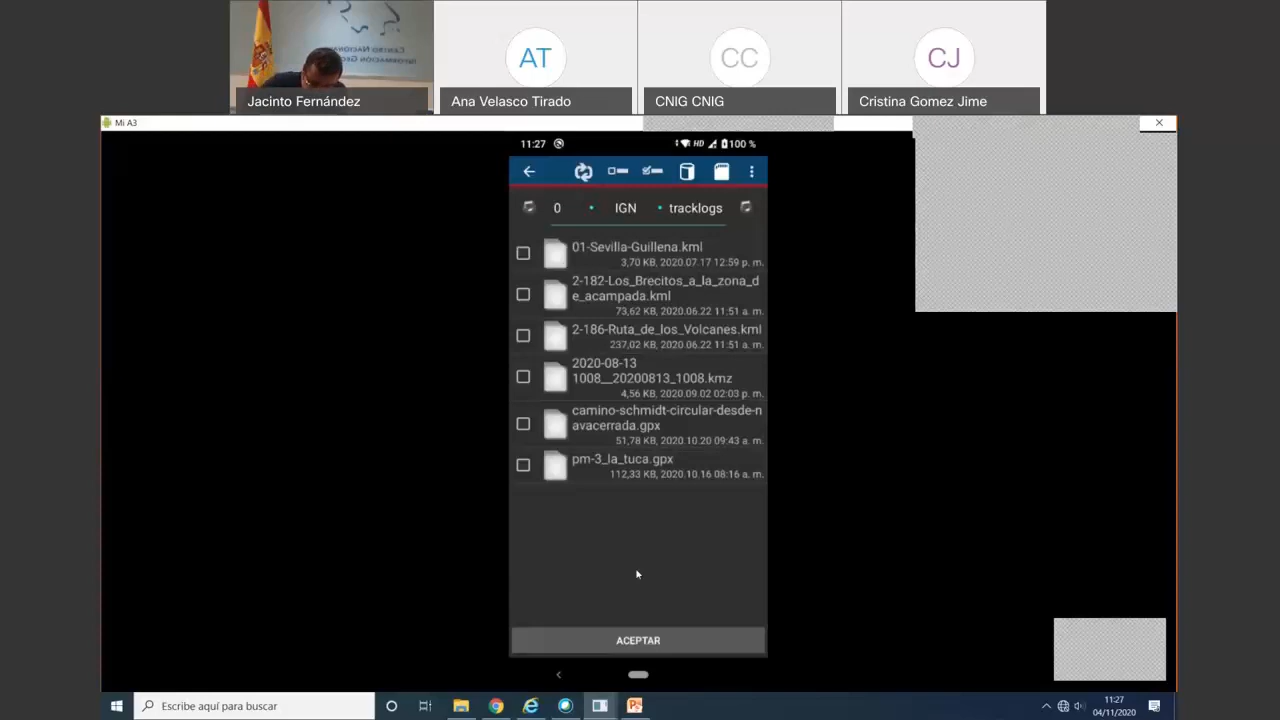 AT
CC
CJ
Jacinto Fernández
Ana Velasco Tirado
CNIG CNIG
Cristina Gomez Jime
Mi A3
11:27
HD
100 %
0 • IGN • tracklogs
01-Sevilla-Guillena.kml
3,70 KB, 2020.07.17 12:59 p. m.
2-182-Los_Brecitos_a_la_zona_d
e_acampada.kml
73,62 KB, 2020.06.22 11:51 a. m.
2-186-Ruta_de_los_Volcanes.kml
237,02 KB, 2020.06.22 11:51 a. m.
2020-08-13
1008__20200813_1008.kmz
4,56 KB, 2020.09.02 02:03 p. m.
camino-schmidt-circular-desde-n
avacerrada.gpx
51,78 KB, 2020.10.20 09:43 a. m.
pm-3_la_tuca.gpx
112,33 KB, 2020.10.16 08:16 a. m.
ACEPTAR
Escribe aquí para buscar
11:27
04/11/2020